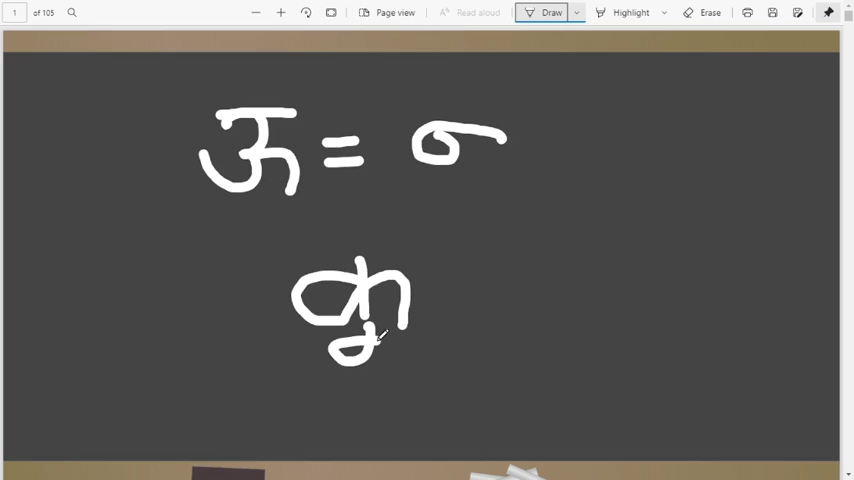 1 of 105 Page view Read aloud Draw Highlight Erase
ऊ = ू
कू